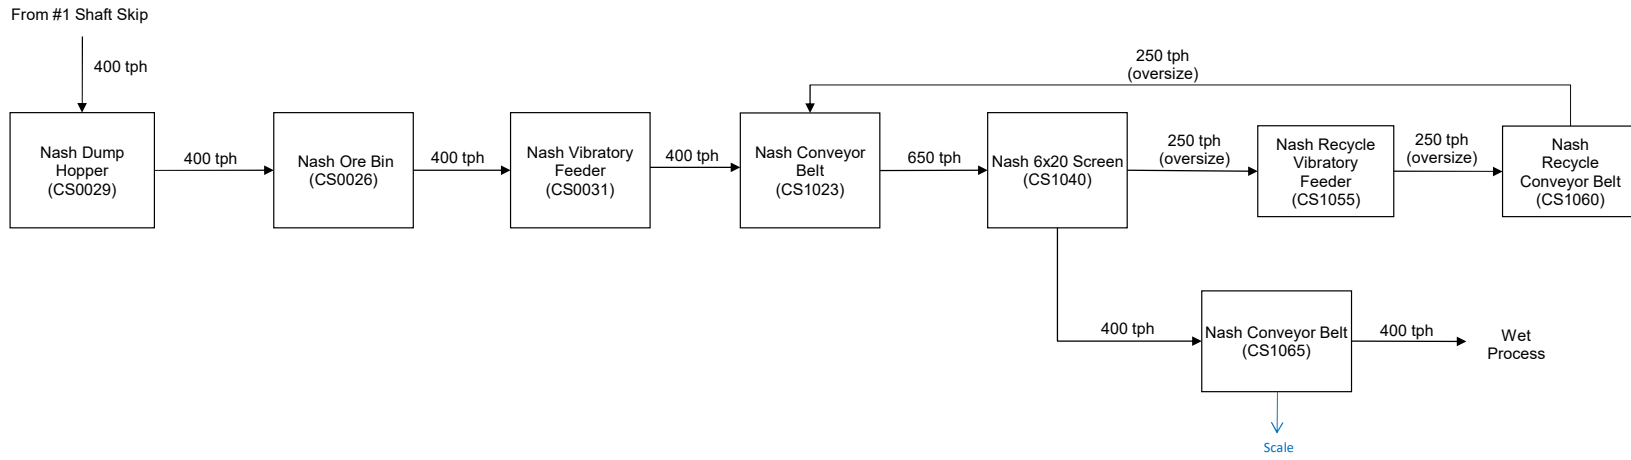 From #1 Shaft Skip
400 tph
250 tph
(oversize)
Nash Dump
Hopper
(CS0029)
400 tph
Nash Ore Bin
(CS0026)
400 tph
Nash Vibratory
Feeder
(CS0031)
400 tph
Nash Conveyor
Belt
(CS1023)
650 tph
Nash 6x20 Screen
(CS1040)
250 tph
(oversize)
Nash Recycle
Vibratory
Feeder
(CS1055)
250 tph
(oversize)
Nash
Recycle
Conveyor Belt
(CS1060)
400 tph
Nash Conveyor Belt
(CS1065)
400 tph
Wet
Process
Scale